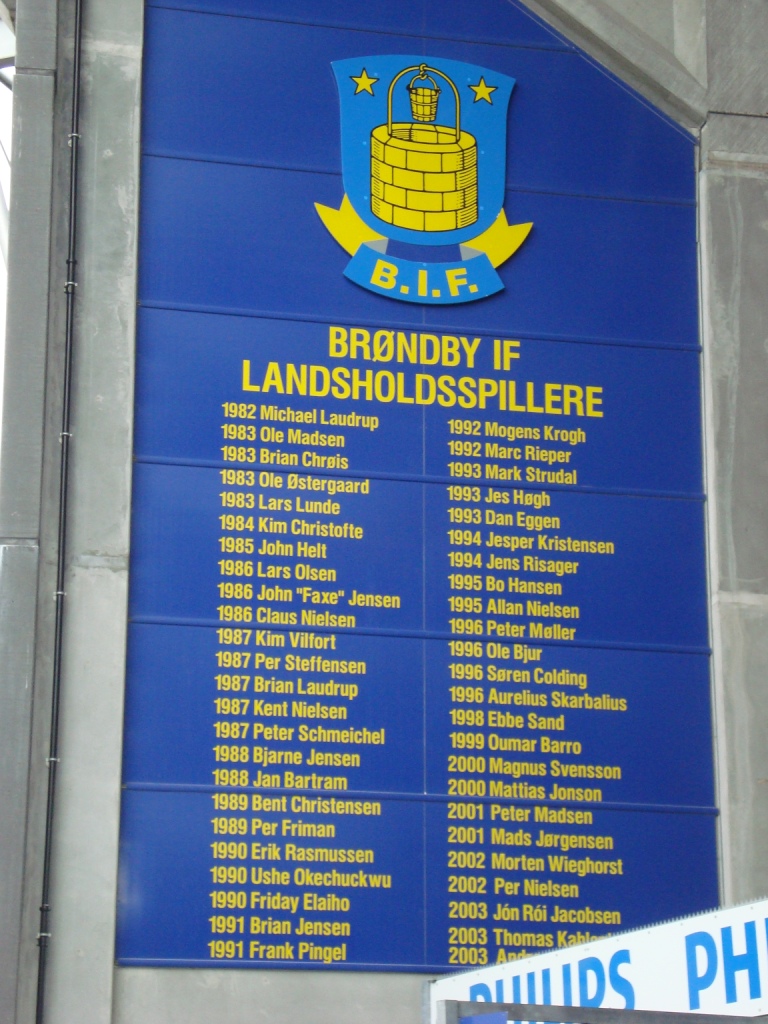 B.I.F.
BRØNDBY IF
LANDSHOLDSSPILLERE
1982 Michael Laudrup
1983 Ole Madsen
1983 Brian Chrøis
1983 Ole Østergaard
1983 Lars Lunde
1984 Kim Christofte
1985 John Helt
1986 Lars Olsen
1986 John "Faxe" Jensen
1986 Claus Nielsen
1987 Kim Vilfort
1987 Per Steffensen
1987 Brian Laudrup
1987 Kent Nielsen
1987 Peter Schmeichel
1988 Bjarne Jensen
1988 Jan Bartram
1989 Bent Christensen
1989 Per Friman
1990 Erik Rasmussen
1990 Ushe Okechuckwu
1990 Friday Elaiho
1991 Brian Jensen
1991 Frank Pingel
1992 Mogens Krogh
1992 Marc Rieper
1993 Mark Strudal
1993 Jes Høgh
1993 Dan Eggen
1994 Jesper Kristensen
1994 Jens Risager
1995 Bo Hansen
1995 Allan Nielsen
1996 Peter Møller
1996 Ole Bjur
1996 Søren Colding
1996 Aurelius Skarbalius
1998 Ebbe Sand
1999 Oumar Barro
2000 Magnus Svensson
2000 Mattias Jonson
2001 Peter Madsen
2001 Mads Jørgensen
2002 Morten Wieghorst
2002 Per Nielsen
2003 Jón Rói Jacobsen
2003 Thomas
2003
PHILIPS PHI